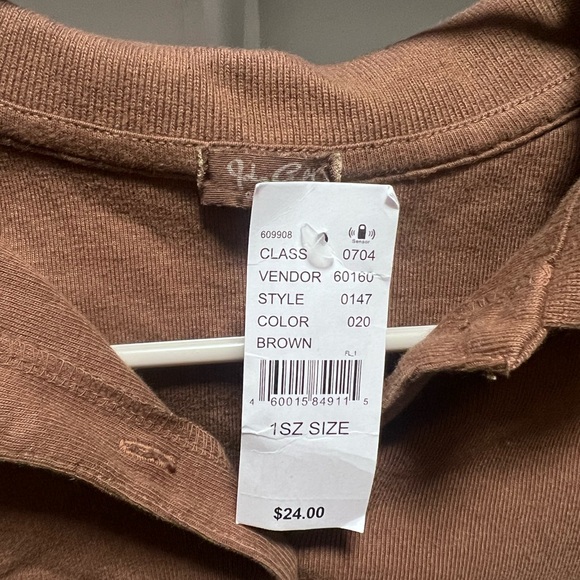 609908
Sensor
CLASS 0704
VENDOR 60160
STYLE 0147
COLOR 020
BROWN
FL_1
4 60015 84911 5
1SZ SIZE
$24.00